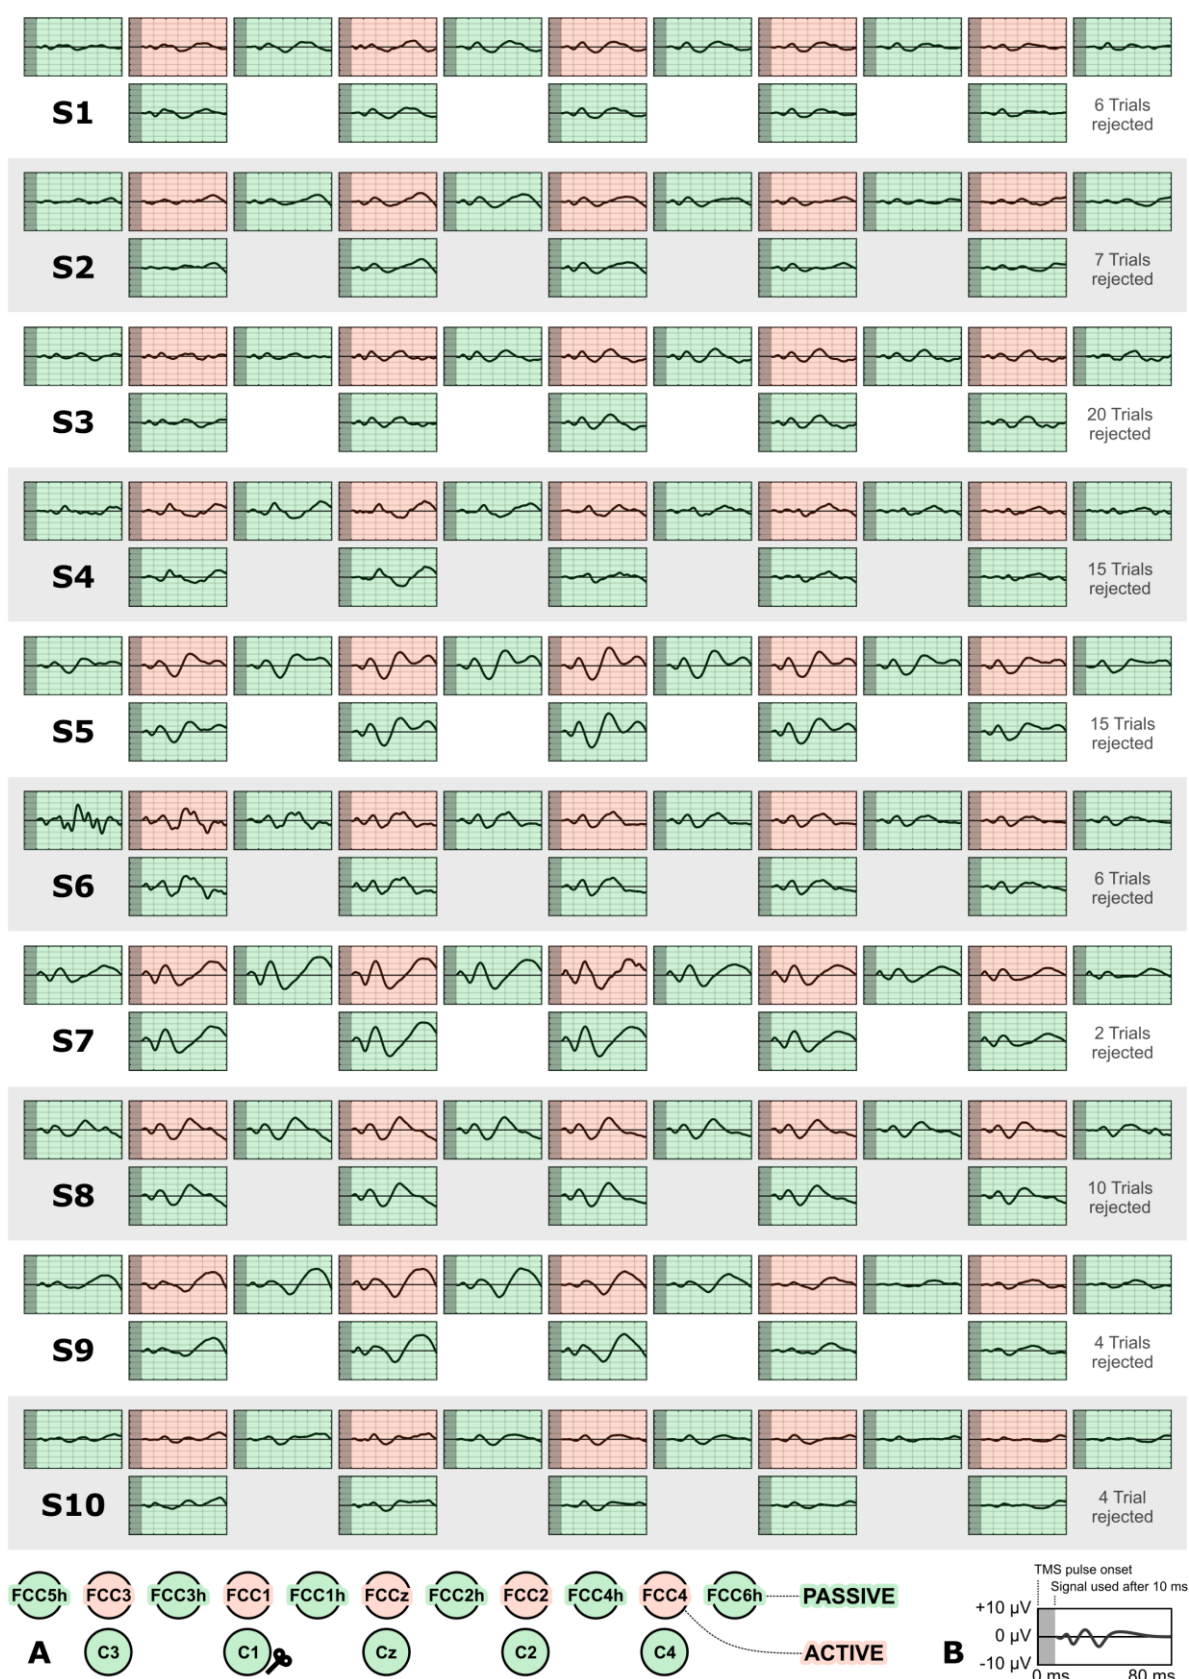 S1
6 Trials
rejected
S2
7 Trials
rejected
S3
20 Trials
rejected
S4
15 Trials
rejected
S5
15 Trials
rejected
S6
6 Trials
rejected
S7
2 Trials
rejected
S8
10 Trials
rejected
S9
4 Trials
rejected
S10
4 Trial
rejected
FCC5h FCC3 FCC3h FCC1 FCC1h FCCz FCC2h FCC2 FCC4h FCC4 FCC6h PASSIVE
A C3 C1 Cz C2 C4 ACTIVE
B
TMS pulse onset
Signal used after 10 ms
+10 µV
0 µV
-10 µV
0 ms 80 ms